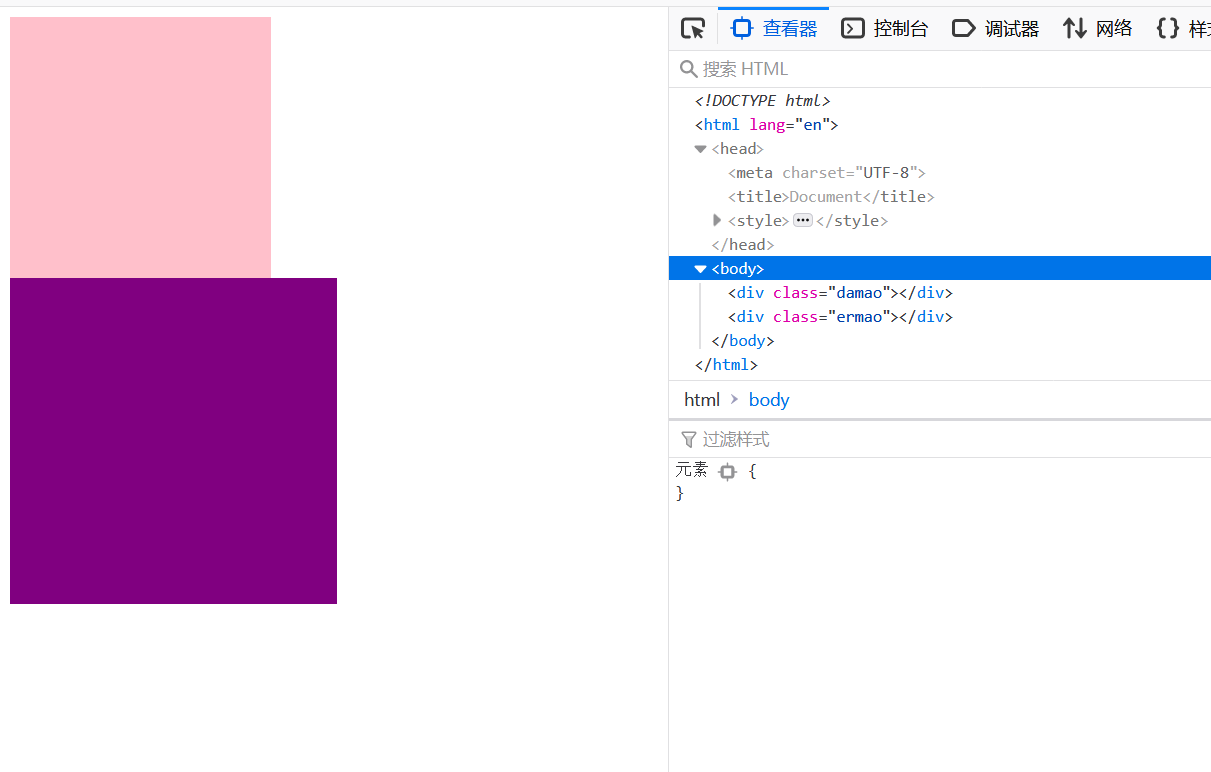 查看器 控制台 调试器 网络 {} 样
搜索 HTML
<!DOCTYPE html>
<html lang="en">
<head>
<meta charset="UTF-8">
<title>Document</title>
<style>•••</style>
</head>
<body>
<div class="damao"></div>
<div class="ermao"></div>
</body>
</html>
html > body
过滤样式
元素 {
}